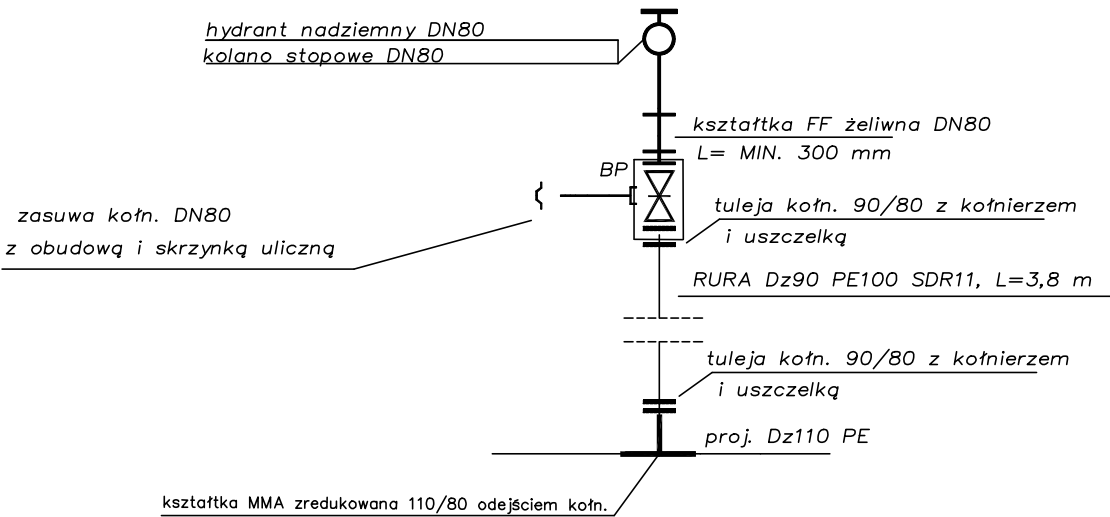 hydrant nadziemny DN80
kolano stopowe DN80
kształtka FF żeliwna DN80
L= MIN. 300 mm
BP
zasuwa kołn. DN80
z obudową i skrzynką uliczną
tuleja kołn. 90/80 z kołnierzem
i uszczelką
RURA Dz90 PE100 SDR11, L=3,8 m
tuleja kołn. 90/80 z kołnierzem
i uszczelką
proj. Dz110 PE
kształtka MMA zredukowana 110/80 odejściem kołn.